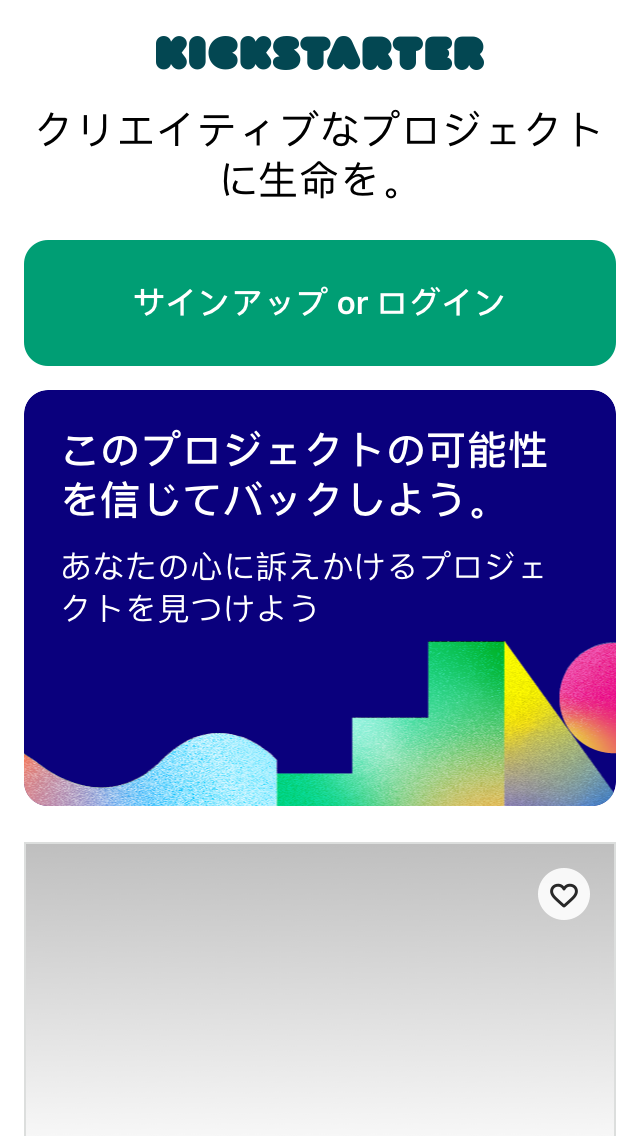 KICKSTARTER
クリエイティブなプロジェクト
に生命を。
サインアップ or ログイン
このプロジェクトの可能性
を信じてバックしよう。
あなたの心に訴えかけるプロジェ
クトを見つけよう